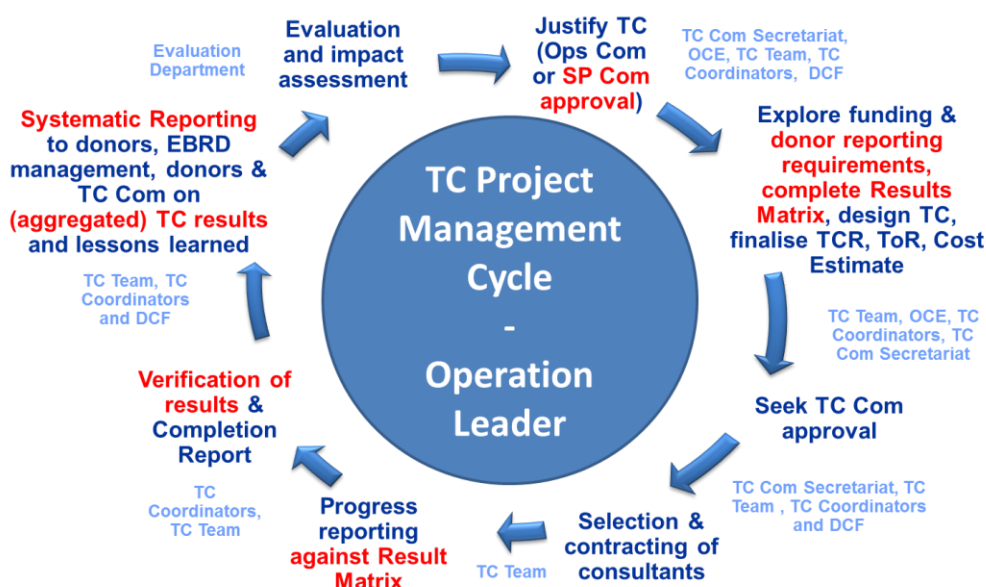 Evaluation
and impact
assessment
Evaluation
Department
Justify TC
(Ops Com
or SP Com
approval)
TC Com Secretariat,
OCE, TC Team, TC
Coordinators, DCF
Explore funding &
donor reporting
requirements,
complete Results
Matrix, design TC,
finalise TCR, ToR, Cost
Estimate
TC Team, OCE, TC
Coordinators, TC
Com Secretariat
Seek TC Com
approval
TC Com Secretariat, TC
Team , TC Coordinators
and DCF
Selection &
contracting of
consultants
TC Team
Progress
reporting
against Result
Matrix
Verification of
results &
Completion
Report
TC
Coordinators,
TC Team
Systematic Reporting
to donors, EBRD
management, donors &
TC Com on
(aggregated) TC results
and lessons learned
TC Team, TC
Coordinators
and DCF
TC Project
Management
Cycle
-
Operation
Leader